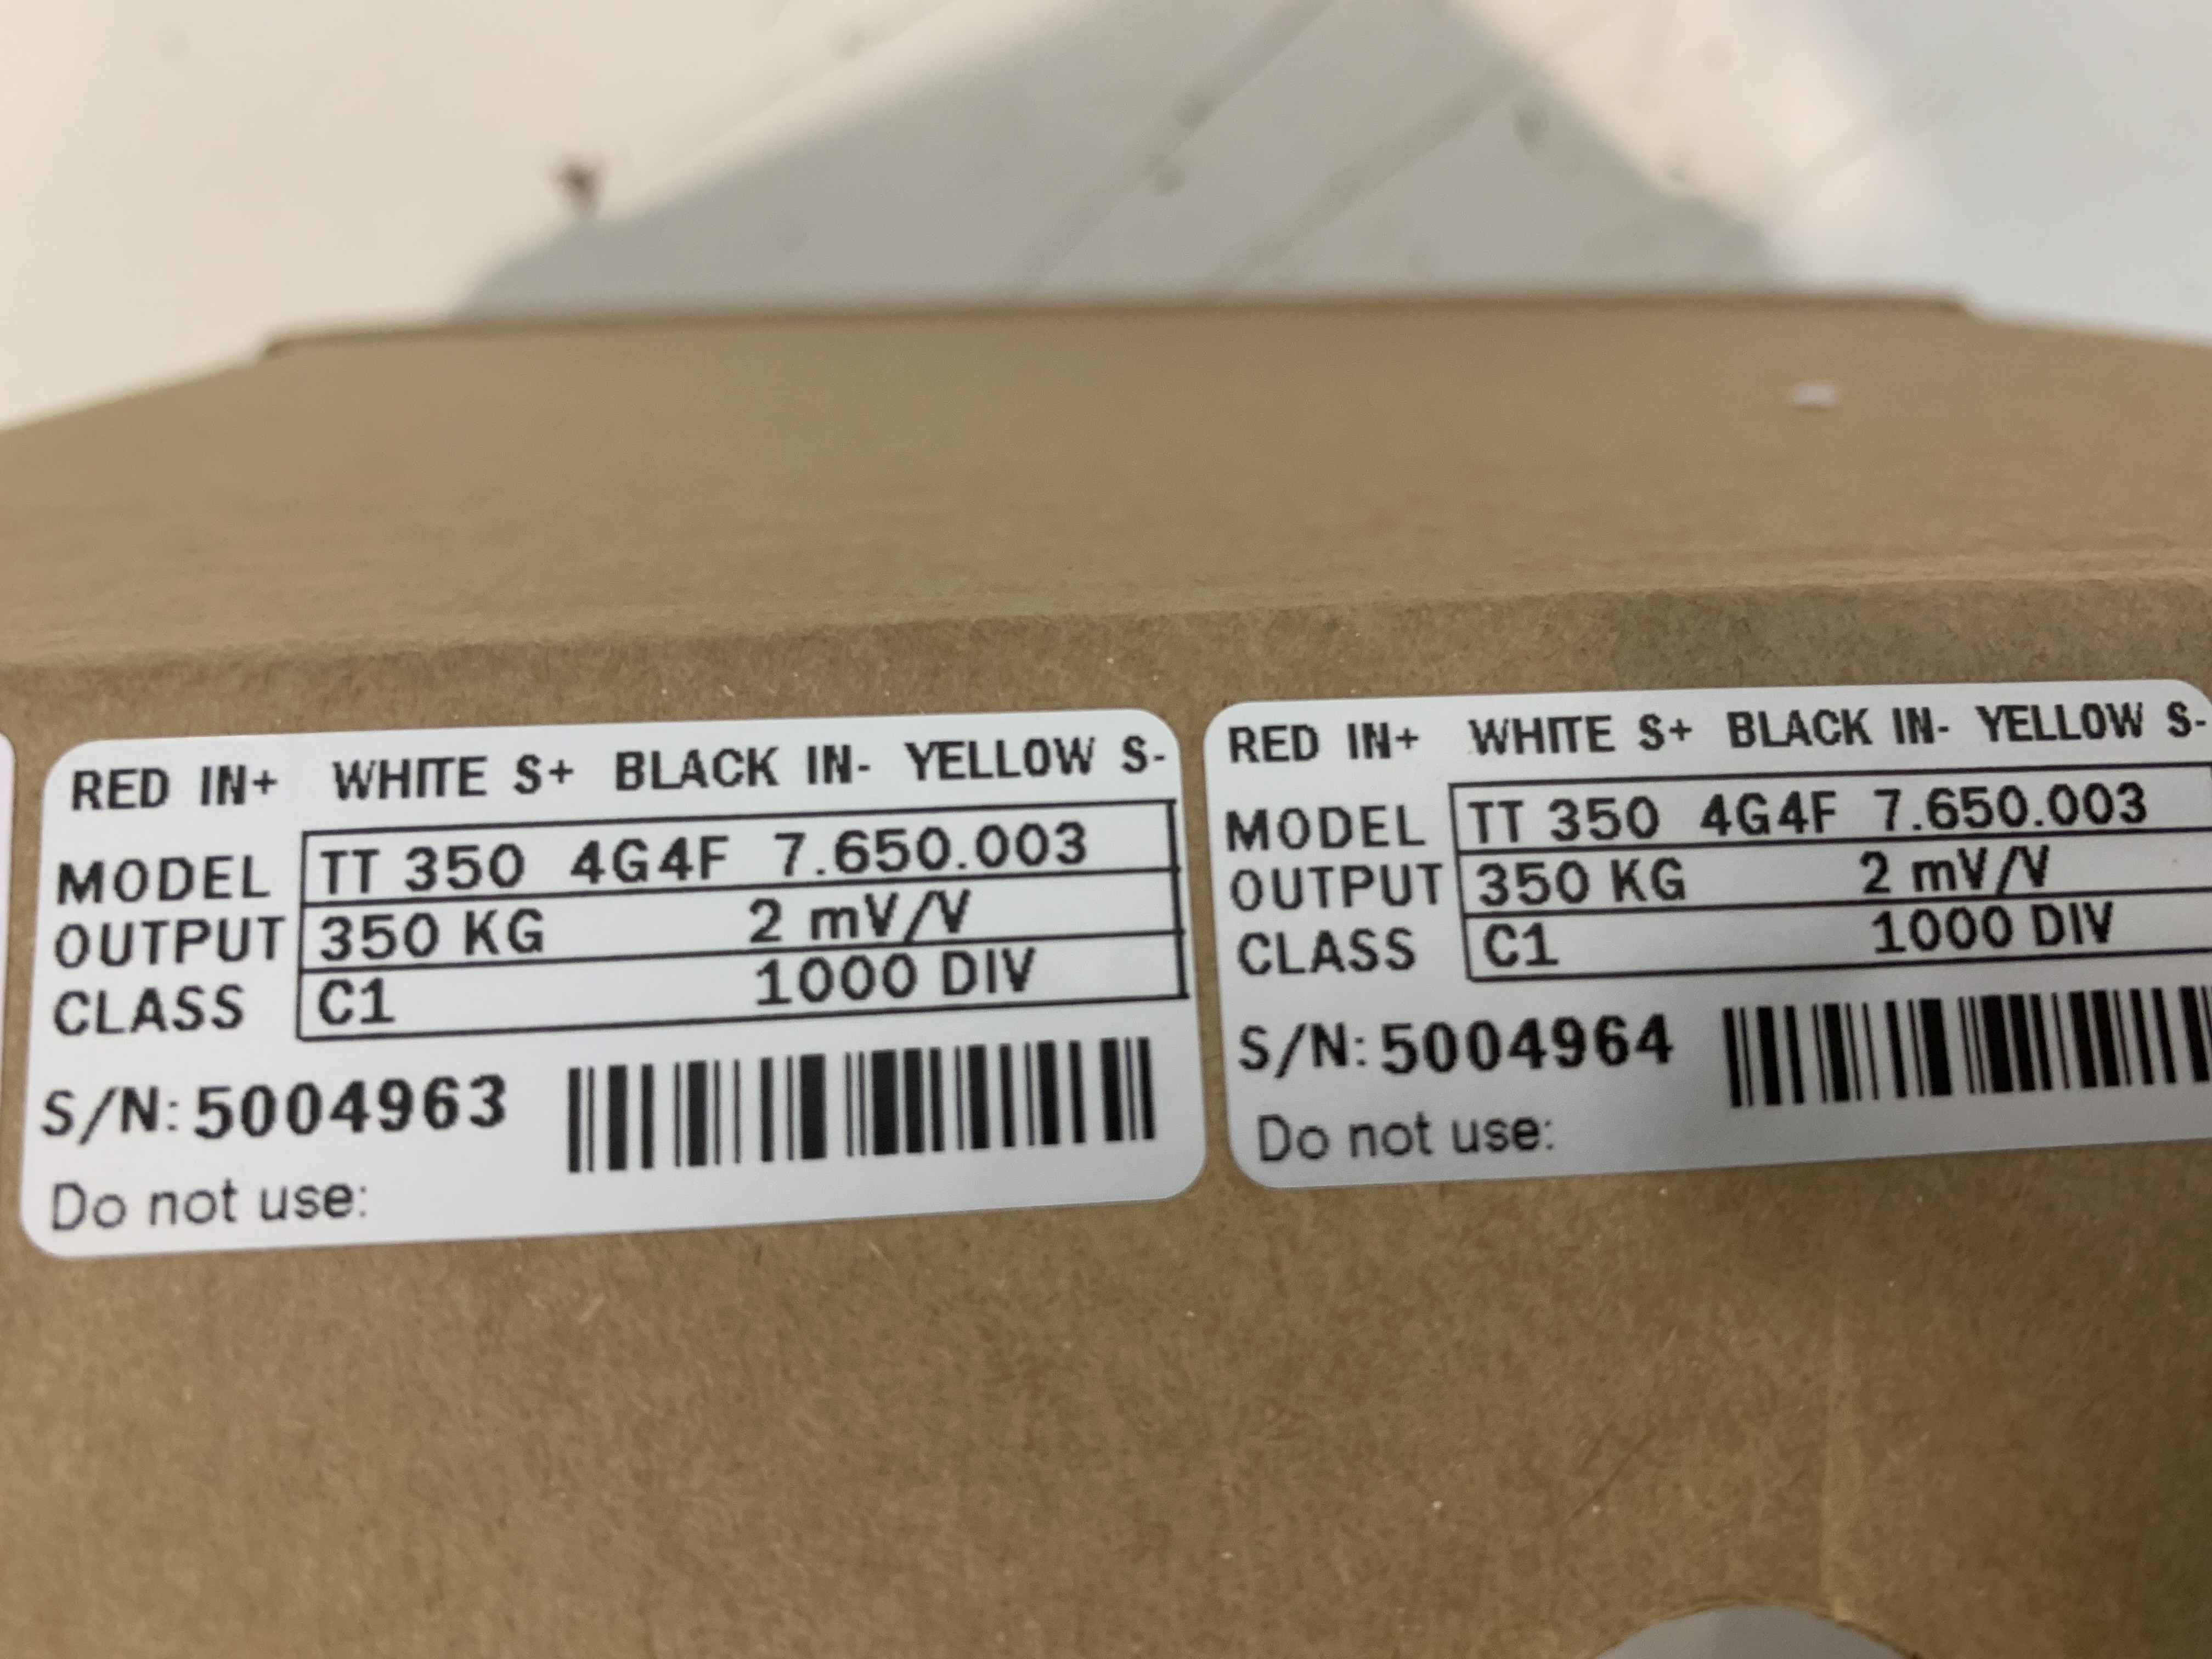 RED IN+ WHITE S+ BLACK IN- YELLOW S-
MODEL TT 350 4G4F 7.650.003
OUTPUT 350 KG 2 mV/V
CLASS C1 1000 DIV
S/N: 5004963
Do not use:
RED IN+ WHITE S+ BLACK IN- YELLOW S-
MODEL TT 350 4G4F 7.650.003
OUTPUT 350 KG 2 mV/V
CLASS C1 1000 DIV
S/N: 5004964
Do not use: